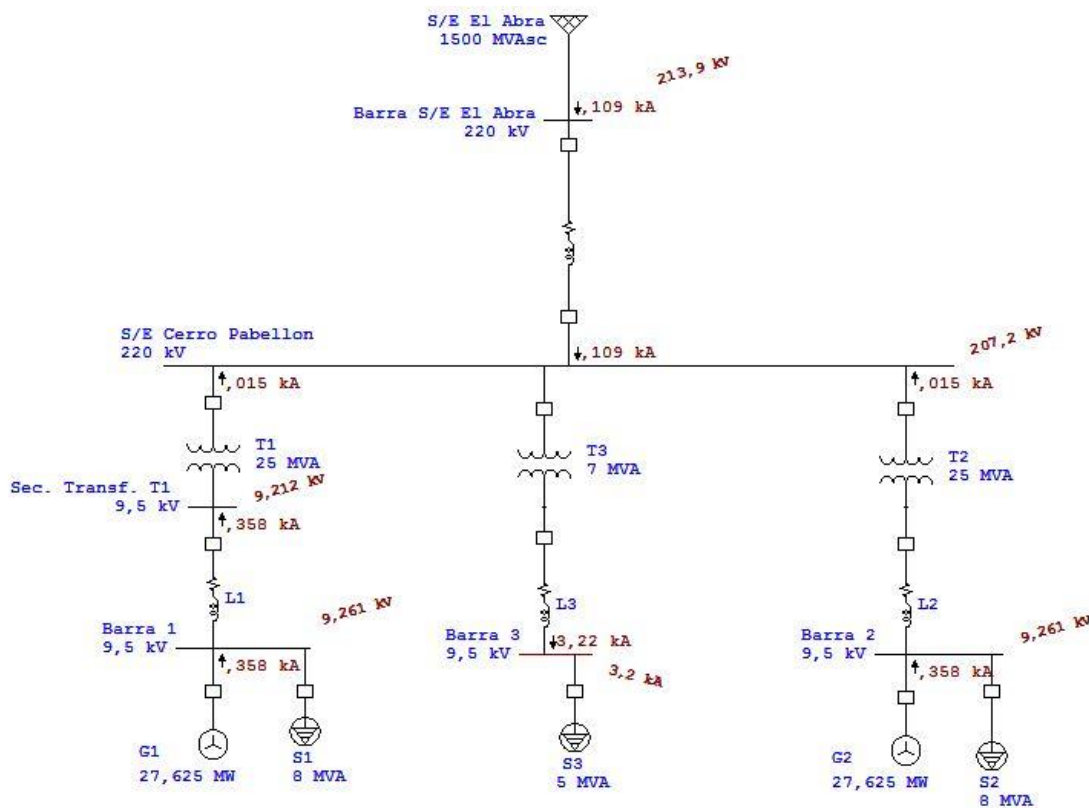 S/E El Abra
1500 MVAsc
213,9 kV
,109 kA
Barra S/E El Abra
220 kV
S/E Cerro Pabellon
220 kV
,109 kA
207,2 kV
,015 kA
,015 kA
T1
25 MVA
T3
7 MVA
T2
25 MVA
Sec. Transf. T1
9,5 kV
9,212 kV
,358 kA
L1
L3
L2
9,261 kV
9,261 kV
Barra 1
9,5 kV
,358 kA
Barra 3
9,5 kV
3,22 kA
3,2 kA
Barra 2
9,5 kV
,358 kA
G1
27,625 MW
S1
8 MVA
S3
5 MVA
G2
27,625 MW
S2
8 MVA